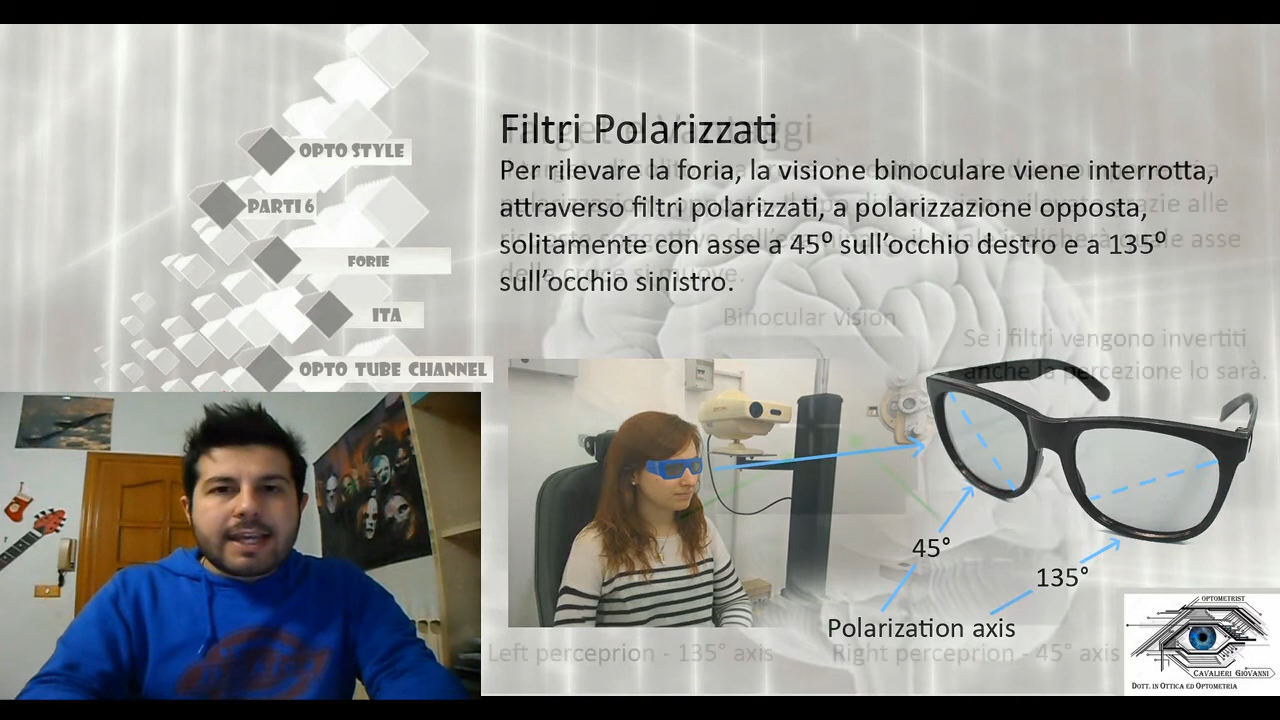 OPTO STYLE
PARTI 6
FORIE
ITA
OPTO TUBE CHANNEL
Filtri Polarizzati
Per rilevare la foria, la visione binoculare viene interrotta,
attraverso filtri polarizzati, a polarizzazione opposta,
solitamente con asse a 45º sull'occhio destro e a 135º
sull'occhio sinistro.
Binocular vision
Se i filtri vengono invertiti
anche la percezione lo sarà.
45°
135°
Polarization axis
Left perceprion - 135° axis
Right perceprion - 45° axis
OPTOMETRIST
CAVALIERI GIOVANNI
DOTT. IN OTTICA ED OPTOMETRIA